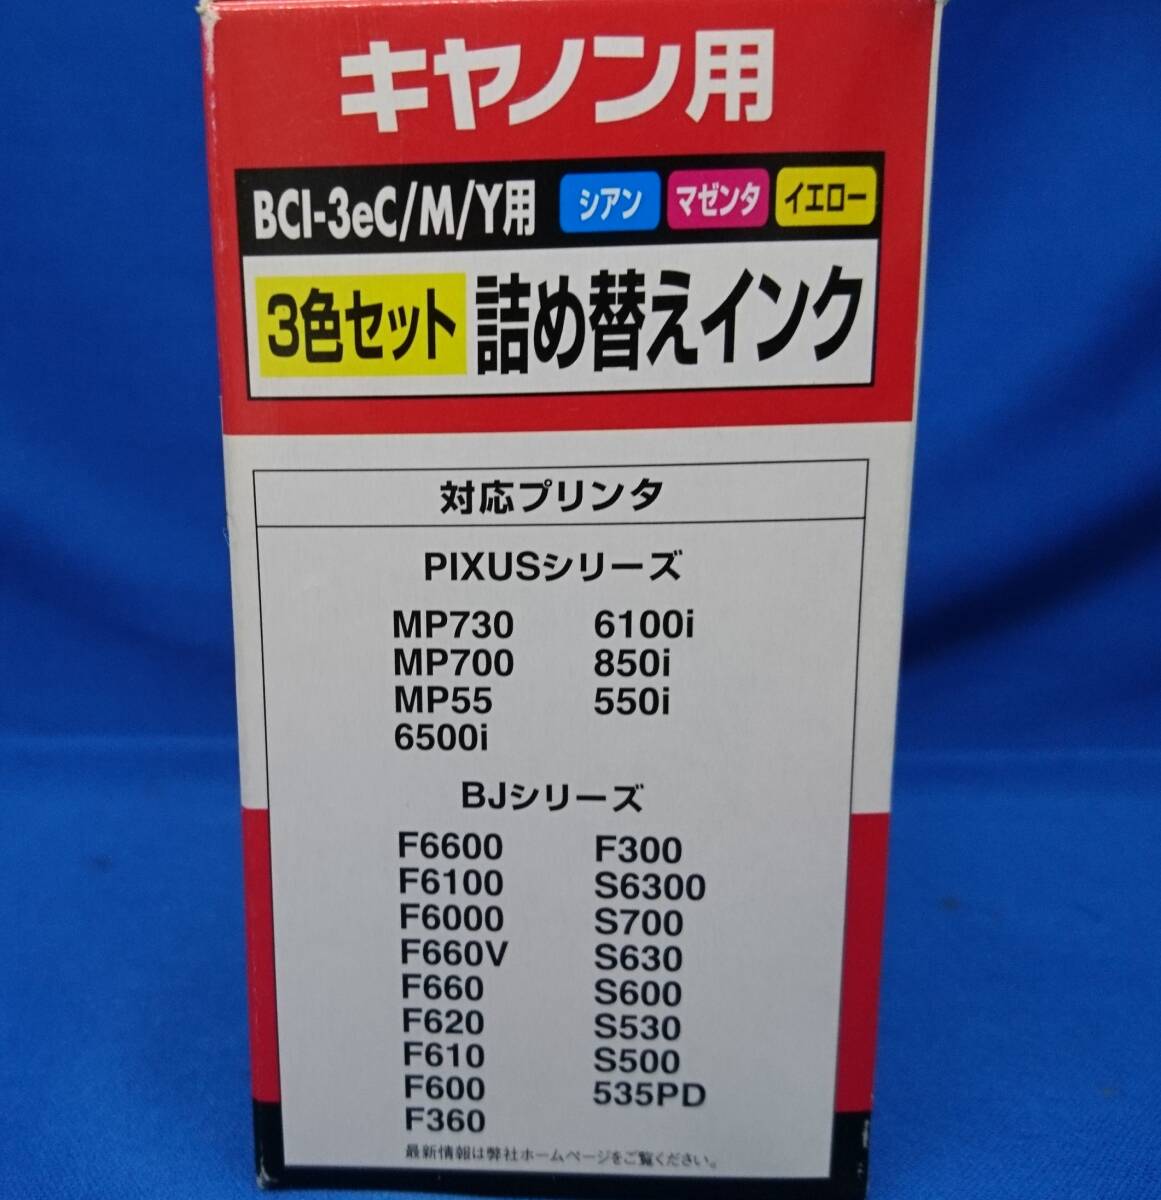 キヤノン用
BCI-3eC/M/Y用 シアン マゼンタ イエロー
3色セット 詰め替えインク
対応プリンタ
PIXUSシリーズ
MP730 6100i
MP700 850i
MP55 550i
6500i
BJシリーズ
F6600 F300
F6100 S6300
F6000 S700
F660V S630
F660 S600
F620 S530
F610 S500
F600 535PD
F360
最新情報は弊社ホームページをご覧ください。